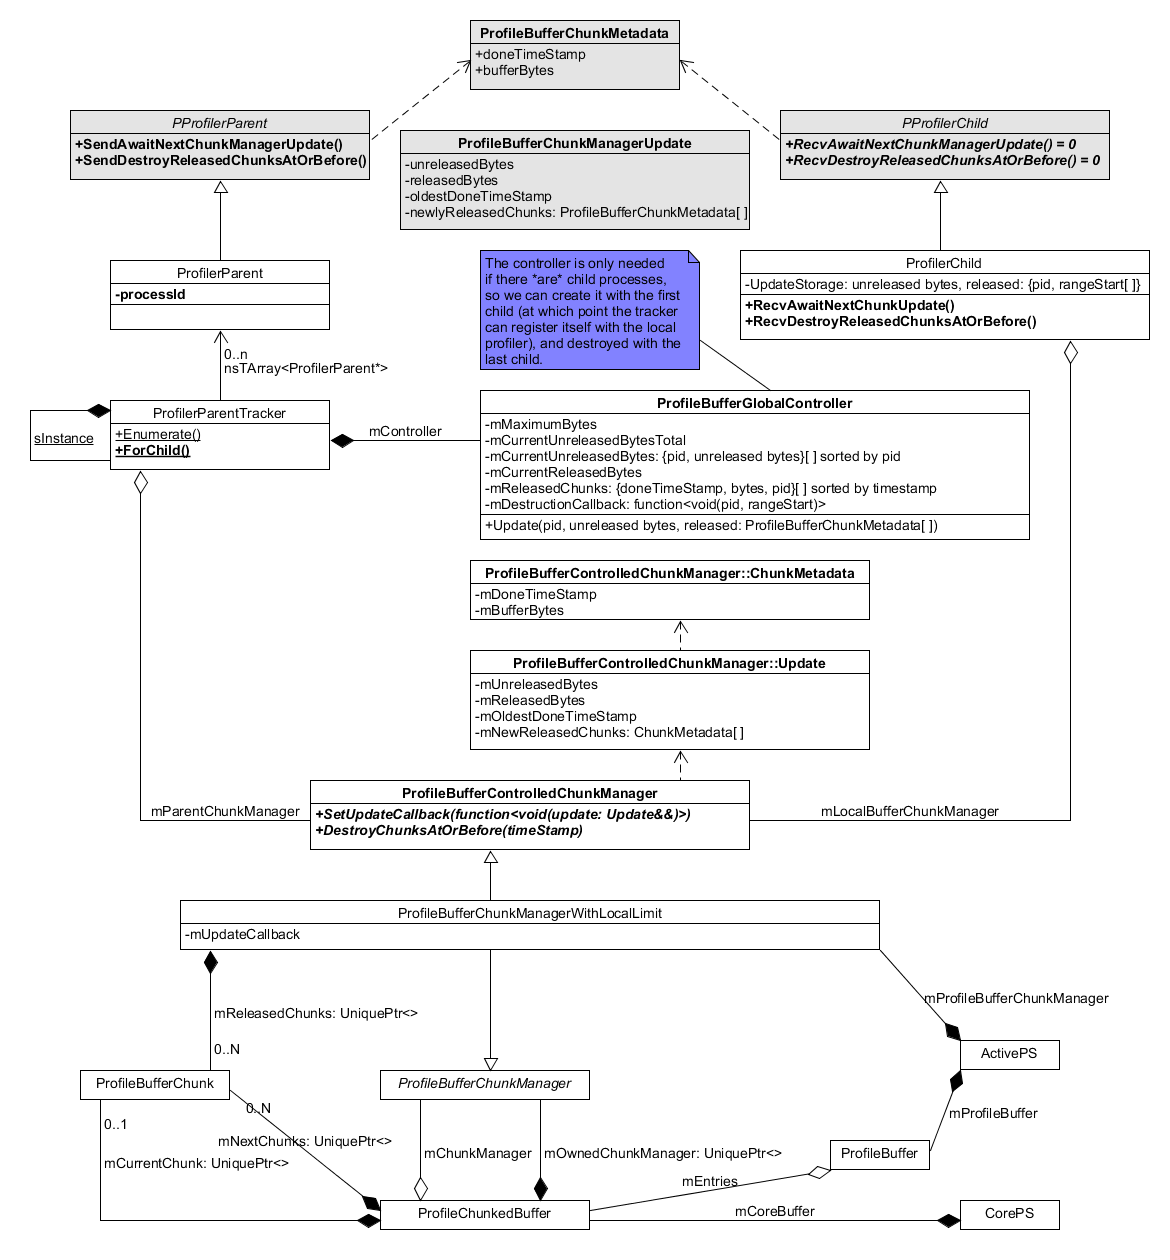 ProfileBufferChunkMetadata
+doneTimeStamp
+bufferBytes
PProfilerParent
+SendAwaitNextChunkManagerUpdate()
+SendDestroyReleasedChunksAtOrBefore()
ProfileBufferChunkManagerUpdate
-unreleasedBytes
-releasedBytes
-oldestDoneTimeStamp
-newlyReleasedChunks: ProfileBufferChunkMetadata[ ]
PProfilerChild
+RecvAwaitNextChunkManagerUpdate() = 0
+RecvDestroyReleasedChunksAtOrBefore() = 0
ProfilerParent
-processId
The controller is only needed
if there *are* child processes,
so we can create it with the first
child (at which point the tracker
can register itself with the local
profiler), and destroyed with the
last child.
ProfilerChild
-UpdateStorage: unreleased bytes, released: {pid, rangeStart[ ]}
+RecvAwaitNextChunkUpdate()
+RecvDestroyReleasedChunksAtOrBefore()
0..n
nsTArray<ProfilerParent*>
ProfilerParentTracker
+Enumerate()
+ForChild()
sInstance
mController
ProfileBufferGlobalController
-mMaximumBytes
-mCurrentUnreleasedBytesTotal
-mCurrentUnreleasedBytes: {pid, unreleased bytes}[ ] sorted by pid
-mCurrentReleasedBytes
-mReleasedChunks: {doneTimeStamp, bytes, pid}[ ] sorted by timestamp
-mDestructionCallback: function<void(pid, rangeStart)>
+Update(pid, unreleased bytes, released: ProfileBufferChunkMetadata[ ])
ProfileBufferControlledChunkManager::ChunkMetadata
-mDoneTimeStamp
-mBufferBytes
ProfileBufferControlledChunkManager::Update
-mUnreleasedBytes
-mReleasedBytes
-mOldestDoneTimeStamp
-mNewReleasedChunks: ChunkMetadata[ ]
mParentChunkManager
ProfileBufferControlledChunkManager
+SetUpdateCallback(function<void(update: Update&&)>)
+DestroyChunksAtOrBefore(timeStamp)
mLocalBufferChunkManager
ProfileBufferChunkManagerWithLocalLimit
-mUpdateCallback
mReleasedChunks: UniquePtr<>
0..N
mProfileBufferChunkManager
ActivePS
ProfileBufferChunk
ProfileBufferChunkManager
0..1
0..N
mNextChunks: UniquePtr<>
mCurrentChunk: UniquePtr<>
mChunkManager
mOwnedChunkManager: UniquePtr<>
mProfileBuffer
ProfileBuffer
mEntries
ProfileChunkedBuffer
mCoreBuffer
CorePS